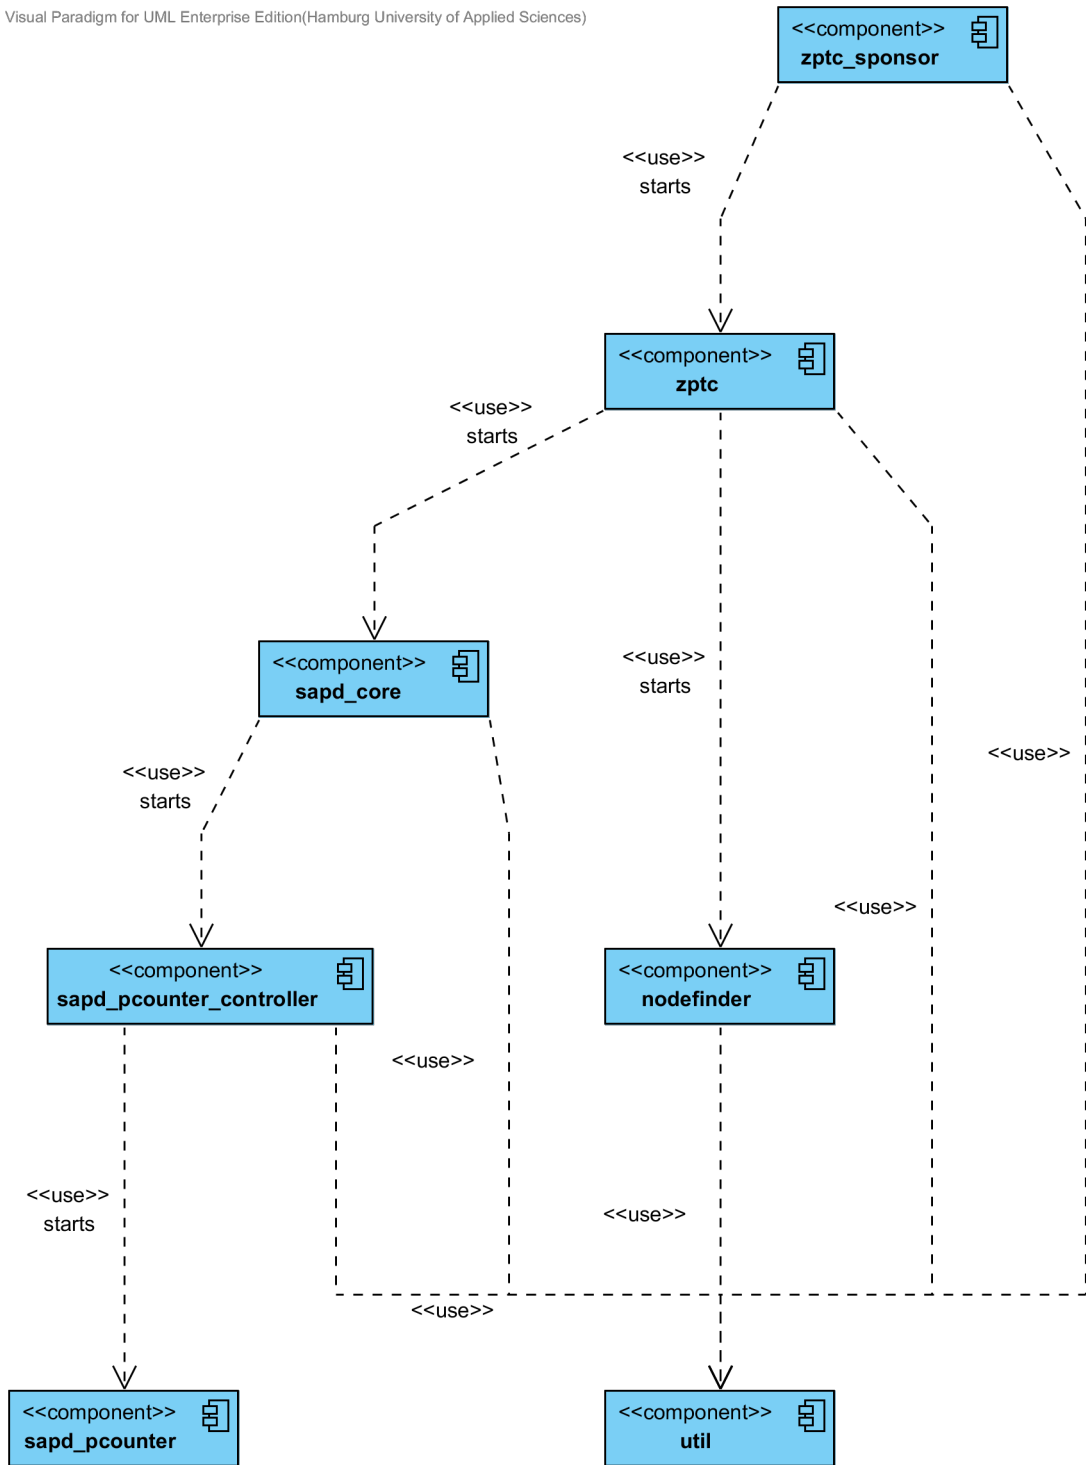 Visual Paradigm for UML Enterprise Edition(Hamburg University of Applied Sciences)
<<component>>
zptc_sponsor
<<use>>
starts
<<component>>
zptc
<<use>>
starts
<<component>>
sapd_core
<<use>>
starts
<<use>>
<<use>>
starts
<<use>>
<<component>>
sapd_pcounter_controller
<<component>>
nodefinder
<<use>>
<<use>>
starts
<<use>>
<<use>>
<<component>>
sapd_pcounter
<<component>>
util